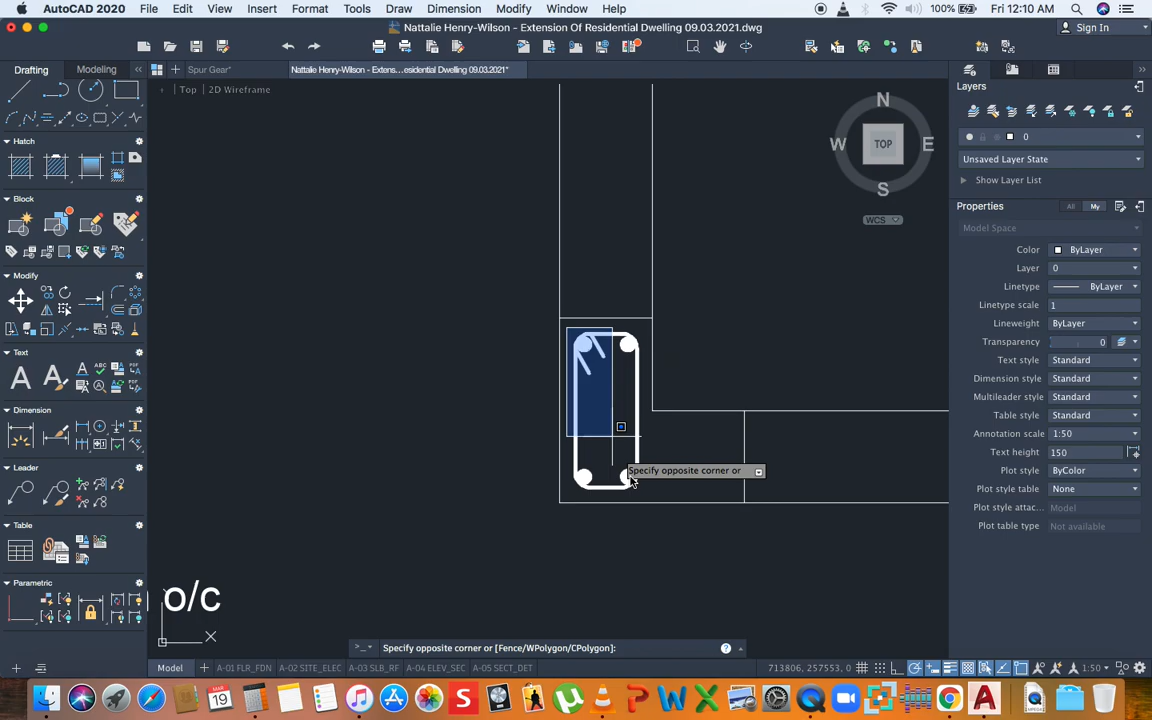 AutoCAD 2020 File Edit View Insert Format Tools Draw Dimension Modify Window Help 100% Fri 12:10 AM
Nattalie Henry-Wilson - Extension Of Residential Dwelling 09.03.2021.dwg
Sign In
Drafting Modeling
Spur Gear*
Nattalie Henry-Wilson - Extens...esidential Dwelling 09.03.2021*
Top 2D Wireframe
Layers
N
W TOP E
S
WCS
0
Unsaved Layer State
Show Layer List
Properties All My
Model Space
Color ByLayer
Layer 0
Linetype ByLayer
Linetype scale 1
Lineweight ByLayer
Transparency 0
Text style Standard
Dimension style Standard
Multileader style Standard
Table style Standard
Annotation scale 1:50
Text height 150
Plot style ByColor
Plot style table None
Plot style attac... Model
Plot table type Not available
Hatch
Block
Modify
Text
Dimension
Leader
Table
Parametric
Specify opposite corner or
o/c
X
>_ Specify opposite corner or [Fence/WPolygon/CPolygon]:
Model A-01 FLR_FDN A-02 SITE_ELEC A-03 SLB_RF A-04 ELEV_SEC A-05 SECT_DET
713806, 257553, 0 1:50
MAR
19